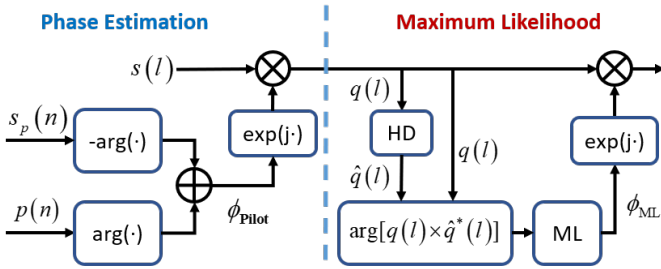 Phase Estimation
Maximum Likelihood
s(l)
s_p(n)
-arg(·)
exp(j·)
p(n)
arg(·)
ϕ_Pilot
q(l)
HD
q̂(l)
q(l)
arg[q(l)×q̂*(l)]
ML
exp(j·)
ϕ_ML